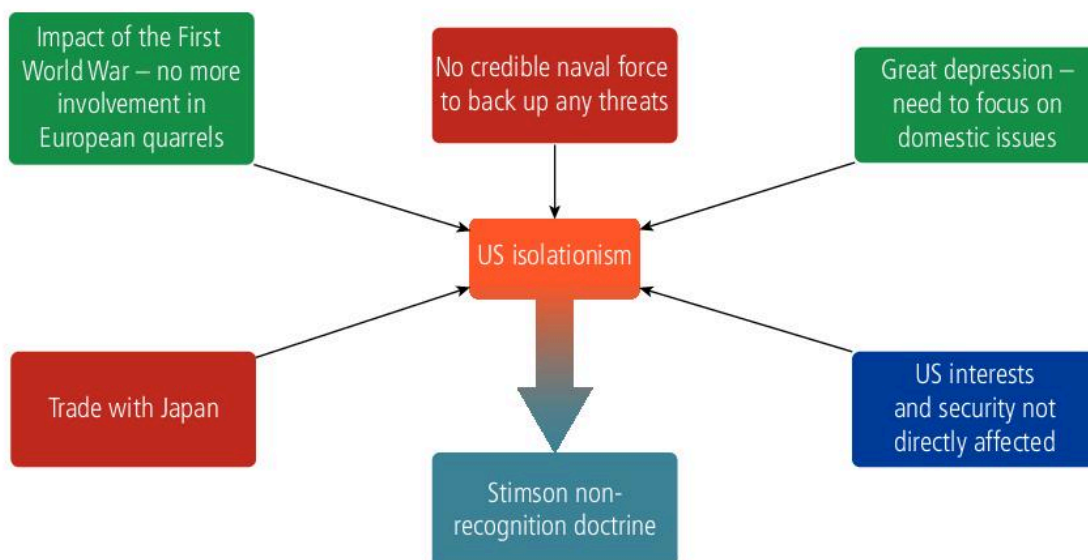 Impact of the First
World War – no more
involvement in
European quarrels
No credible naval force
to back up any threats
Great depression –
need to focus on
domestic issues
US isolationism
Trade with Japan
US interests
and security not
directly affected
Stimson non-
recognition doctrine